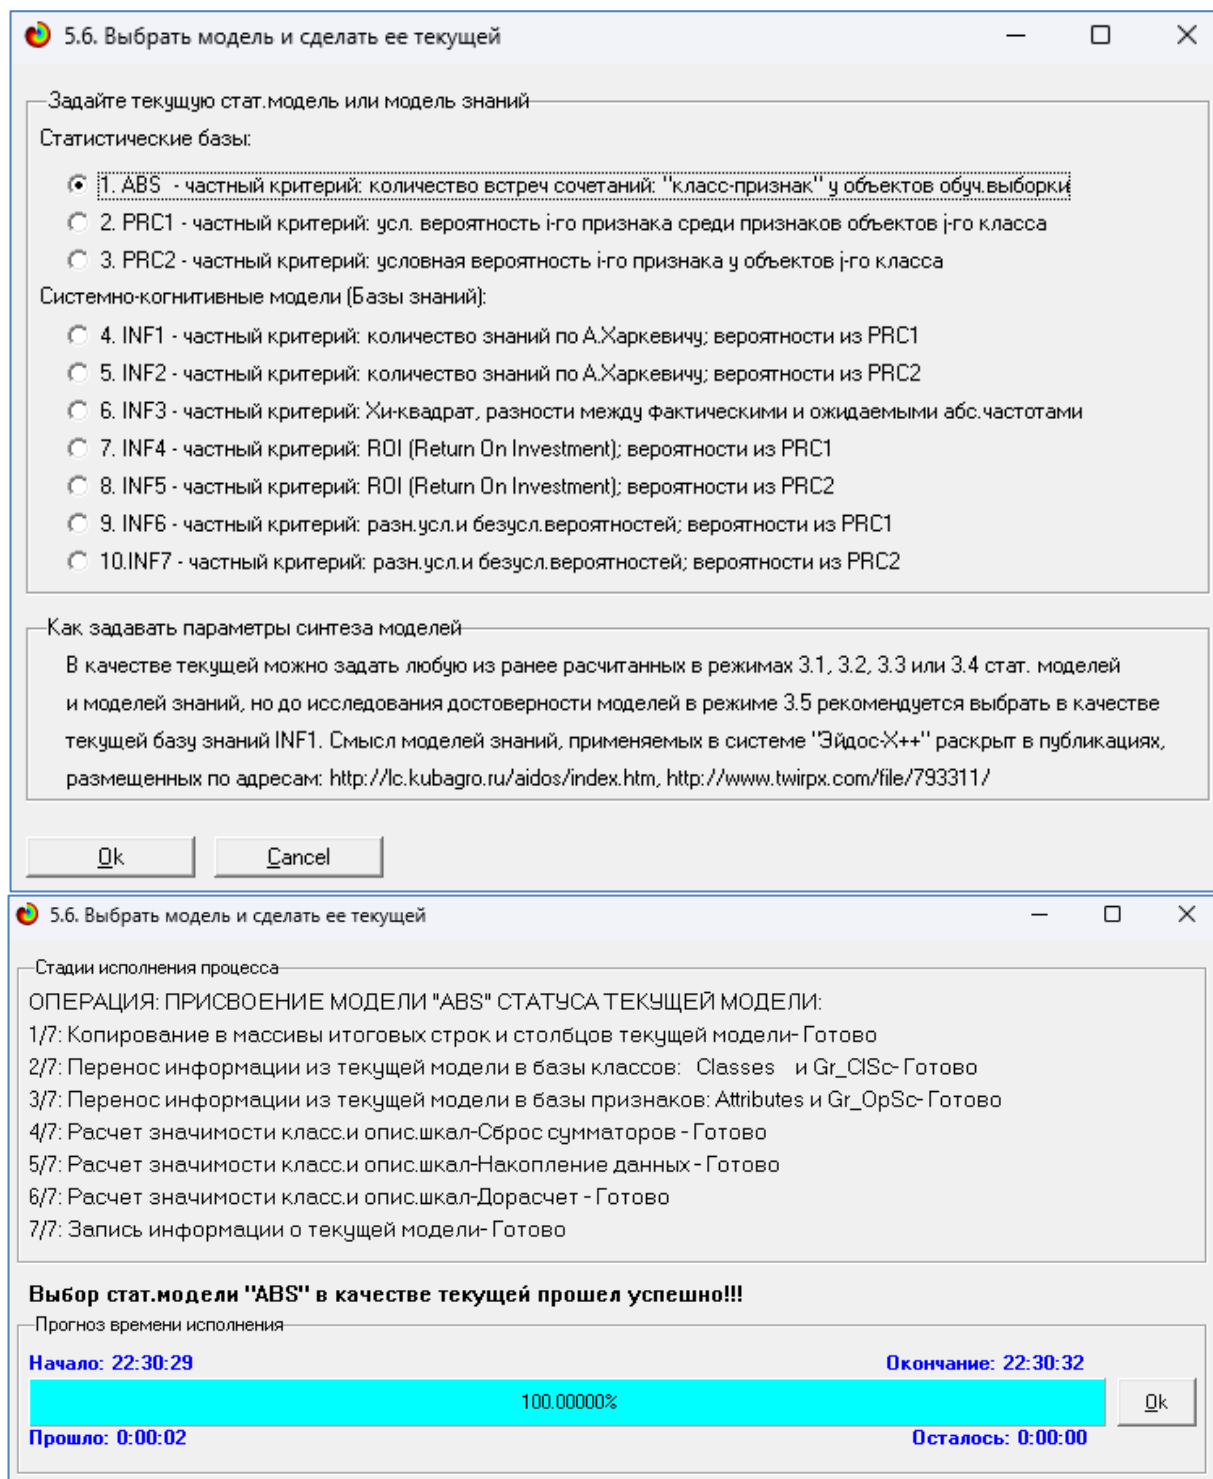 5.6. Выбрать модель и сделать ее текущей
Задайте текущую стат.модель или модель знаний
Статистические базы:
1. ABS - частный критерий: количество встреч сочетаний: "класс-признак" у объектов обуч.выборки
2. PRC1 - частный критерий: усл. вероятность i-го признака среди признаков объектов j-го класса
3. PRC2 - частный критерий: условная вероятность i-го признака у объектов j-го класса
Системно-когнитивные модели (Базы знаний):
4. INF1 - частный критерий: количество знаний по А.Харкевичу; вероятности из PRC1
5. INF2 - частный критерий: количество знаний по А.Харкевичу; вероятности из PRC2
6. INF3 - частный критерий: Хи-квадрат, разности между фактическими и ожидаемыми абс.частотами
7. INF4 - частный критерий: ROI (Return On Investment); вероятности из PRC1
8. INF5 - частный критерий: ROI (Return On Investment); вероятности из PRC2
9. INF6 - частный критерий: разн.усл.и безусл.вероятностей; вероятности из PRC1
10.INF7 - частный критерий: разн.усл.и безусл.вероятностей; вероятности из PRC2
Как задавать параметры синтеза моделей
В качестве текущей можно задать любую из ранее расчитанных в режимах 3.1, 3.2, 3.3 или 3.4 стат. моделей
и моделей знаний, но до исследования достоверности моделей в режиме 3.5 рекомендуется выбрать в качестве
текущей базу знаний INF1. Смысл моделей знаний, применяемых в системе "Эйдос-Х++" раскрыт в публикациях,
размещенных по адресам: http://lc.kubagro.ru/aidos/index.htm, http://www.twirpx.com/file/793311/
Ok Cancel
5.6. Выбрать модель и сделать ее текущей
Стадии исполнения процесса
ОПЕРАЦИЯ: ПРИСВОЕНИЕ МОДЕЛИ "ABS" СТАТУСА ТЕКУЩЕЙ МОДЕЛИ:
1/7: Копирование в массивы итоговых строк и столбцов текущей модели- Готово
2/7: Перенос информации из текущей модели в базы классов: Classes и Gr_ClSc- Готово
3/7: Перенос информации из текущей модели в базы признаков: Attributes и Gr_OpSc- Готово
4/7: Расчет значимости класс.и опис.шкал-Сброс сумматоров - Готово
5/7: Расчет значимости класс.и опис.шкал-Накопление данных - Готово
6/7: Расчет значимости класс.и опис.шкал-Дорасчет - Готово
7/7: Запись информации о текущей модели- Готово
Выбор стат.модели "ABS" в качестве текущей прошел успешно!!!
Прогноз времени исполнения
Начало: 22:30:29 Окончание: 22:30:32
100.00000% Ok
Прошло: 0:00:02 Осталось: 0:00:00